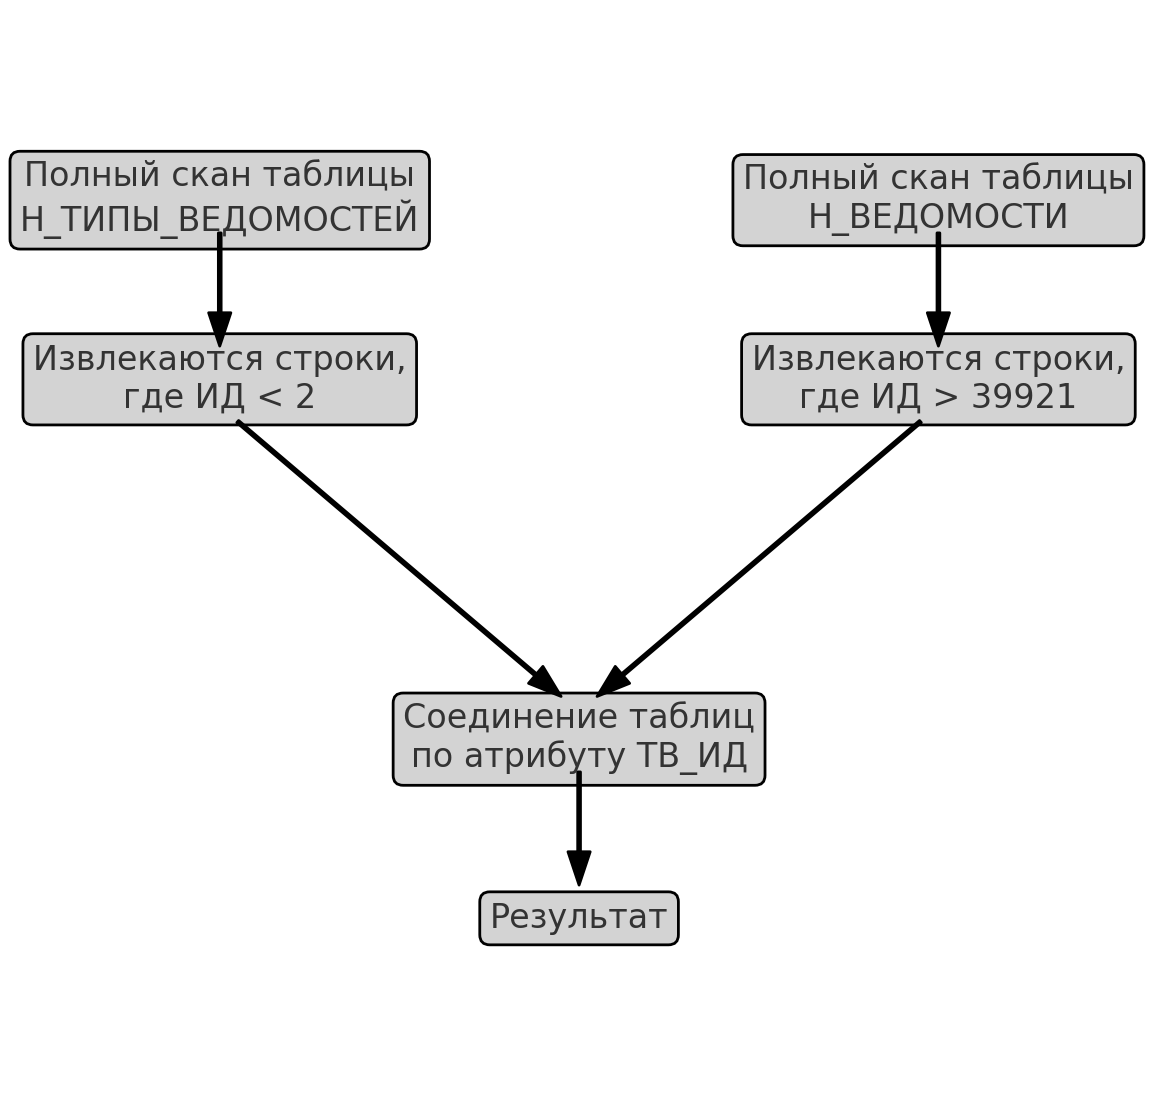 Полный скан таблицы
Н_ТИПЫ_ВЕДОМОСТЕЙ
Полный скан таблицы
Н_ВЕДОМОСТИ
Извлекаются строки,
где ИД < 2
Извлекаются строки,
где ИД > 39921
Соединение таблиц
по атрибуту ТВ_ИД
Результат